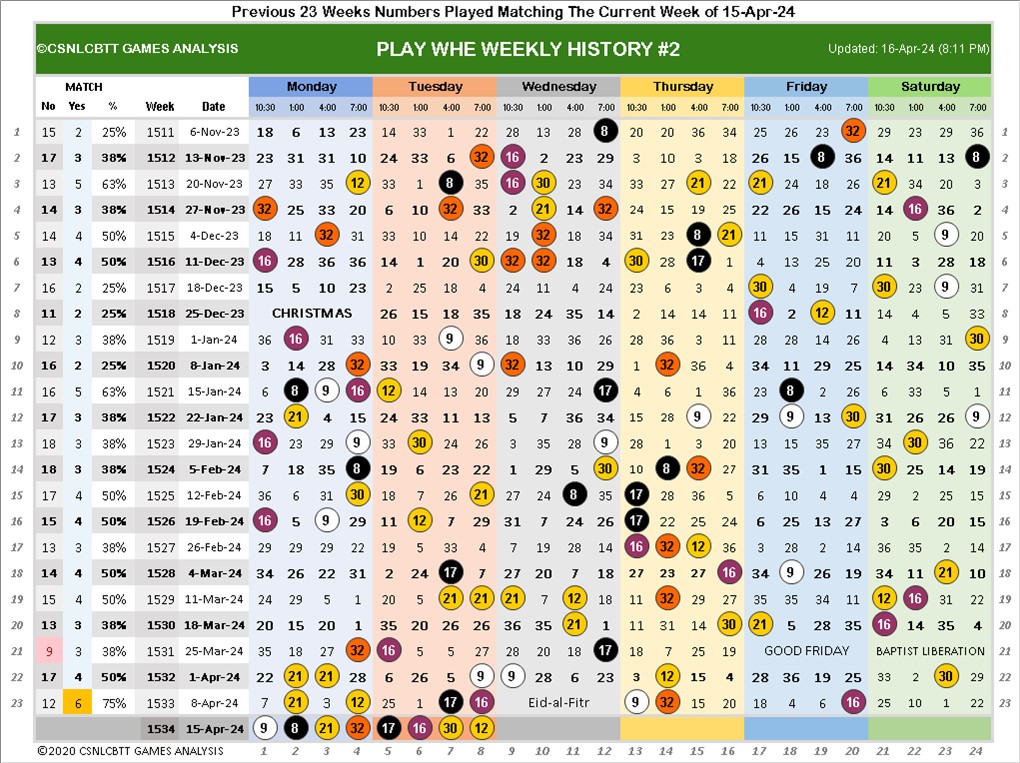 Previous 23 Weeks Numbers Played Matching The Current Week of 15-Apr-24
©CSNLCBTT GAMES ANALYSIS PLAY WHE WEEKLY HISTORY #2 Updated: 16-Apr-24 (8:11 PM)
MATCH Monday Tuesday Wednesday Thursday Friday Saturday
No Yes % Week Date 10:30 1:00 4:00 7:00 10:30 1:00 4:00 8:00 10:30 1:00 4:00 7:00 10:30 1:00 4:00 7:00 10:30 1:00 4:00 7:00 10:30 1:00 4:00 7:00
1 15 2 25% 1511 6-Nov-23 18 6 13 23 14 33 1 22 28 13 28 8 20 20 36 34 25 26 23 32 29 23 29 36 1
2 17 3 38% 1512 13-Nov-23 23 31 31 10 24 33 6 32 16 2 23 29 3 10 3 18 26 15 8 36 14 11 13 8 2
3 13 5 63% 1513 20-Nov-23 27 33 35 12 33 1 8 35 16 30 23 34 33 27 21 22 21 24 18 26 21 34 20 3 3
4 14 3 38% 1514 27-Nov-23 32 25 33 20 6 10 32 33 2 21 14 32 24 15 19 25 22 26 15 24 14 16 36 2 4
5 14 4 50% 1515 4-Dec-23 18 11 32 31 33 10 14 22 19 32 18 34 31 23 8 21 11 15 31 11 20 5 9 20 5
6 13 4 50% 1516 11-Dec-23 16 28 36 36 14 1 20 30 32 32 18 4 30 28 17 1 4 13 25 20 11 3 28 18 6
7 16 2 25% 1517 18-Dec-23 15 5 10 23 2 25 18 4 24 11 4 24 23 6 3 4 30 4 19 7 30 23 9 31 7
8 11 2 25% 1518 25-Dec-23 CHRISTMAS 26 15 18 35 18 24 35 14 2 14 14 11 16 2 12 11 14 4 5 33 8
9 12 3 38% 1519 1-Jan-24 36 16 31 33 10 33 9 36 18 33 36 26 28 36 3 11 28 28 14 26 4 13 31 30 9
10 16 2 25% 1520 8-Jan-24 3 14 28 32 33 19 34 9 32 13 10 29 1 32 36 4 34 11 29 25 14 34 10 35 10
11 16 5 63% 1521 15-Jan-24 6 8 9 16 12 14 13 20 29 27 24 17 4 6 1 36 23 8 2 26 6 33 5 1 11
12 17 3 38% 1522 22-Jan-24 23 21 4 15 24 33 11 13 5 7 36 34 15 28 9 22 29 9 13 30 31 26 26 9 12
13 18 3 38% 1523 29-Jan-24 16 23 29 9 33 30 24 26 3 35 28 9 28 1 3 20 13 15 35 27 34 30 36 22 13
14 18 3 38% 1524 5-Feb-24 7 18 35 8 19 6 23 22 1 29 5 30 10 8 32 27 31 35 1 15 30 25 14 19 14
15 17 4 50% 1525 12-Feb-24 36 6 31 30 18 7 26 21 27 24 8 35 17 28 36 5 6 10 4 4 29 2 25 15 15
16 15 4 50% 1526 19-Feb-24 16 5 9 29 11 12 7 29 31 7 24 26 17 22 25 24 6 25 13 27 3 6 20 15 16
17 13 3 38% 1527 26-Feb-24 29 29 29 22 19 5 33 4 7 19 28 14 16 32 12 36 3 28 2 14 36 35 2 14 17
18 14 4 50% 1528 4-Mar-24 34 26 22 31 2 24 17 7 27 20 7 18 27 23 27 16 34 9 26 19 34 11 21 10 18
19 15 4 50% 1529 11-Mar-24 24 29 5 1 20 5 21 21 21 7 12 18 11 32 29 19 35 35 34 11 12 16 31 22 19
20 13 3 38% 1530 18-Mar-24 20 15 20 1 35 20 26 26 36 35 21 1 11 31 14 30 21 5 28 35 16 14 35 4 20
21 9 3 38% 1531 25-Mar-24 35 18 27 32 16 5 5 27 26 22 18 17 18 7 25 19 GOOD FRIDAY BAPTIST LIBERATION 21
22 17 4 50% 1532 1-Apr-24 22 21 21 28 6 26 5 9 9 28 6 23 3 12 15 4 28 36 25 24 33 2 30 29 22
23 12 6 75% 1533 8-Apr-24 7 21 3 12 25 1 17 16 Eid-al-Fitr 9 32 15 20 18 4 6 16 25 10 1 22 23
1534 15-Apr-24 9 8 21 32 17 16 30 12
©2020 CSNLCBTT GAMES ANALYSIS 1 2 3 4 5 6 7 8 9 10 11 12 13 14 15 16 17 18 19 20 21 22 23 24